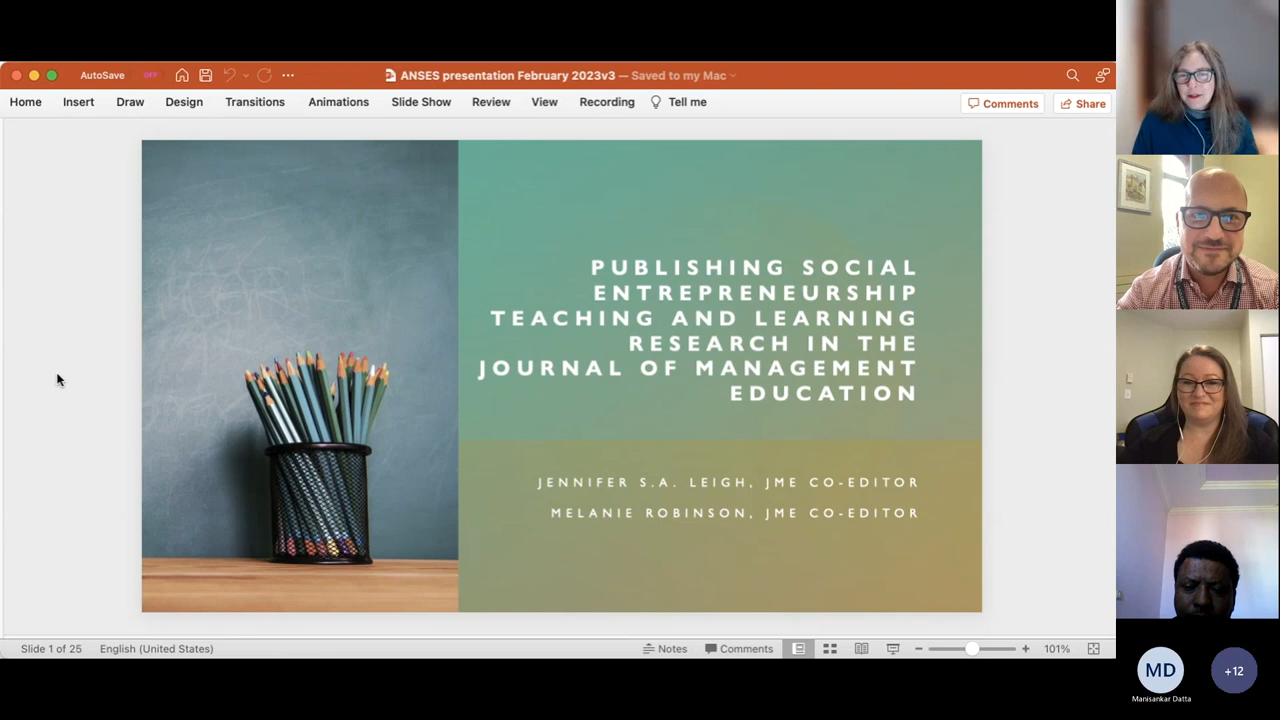 AutoSave OFF
ANSES presentation February 2023v3 — Saved to my Mac
Home Insert Draw Design Transitions Animations Slide Show Review View Recording Tell me
Comments Share
PUBLISHING SOCIAL
ENTREPRENEURSHIP
TEACHING AND LEARNING
RESEARCH IN THE
JOURNAL OF MANAGEMENT
EDUCATION
JENNIFER S.A. LEIGH, JME CO-EDITOR
MELANIE ROBINSON, JME CO-EDITOR
Slide 1 of 25 English (United States) Notes Comments 101%
MD
Manisankar Datta
+12